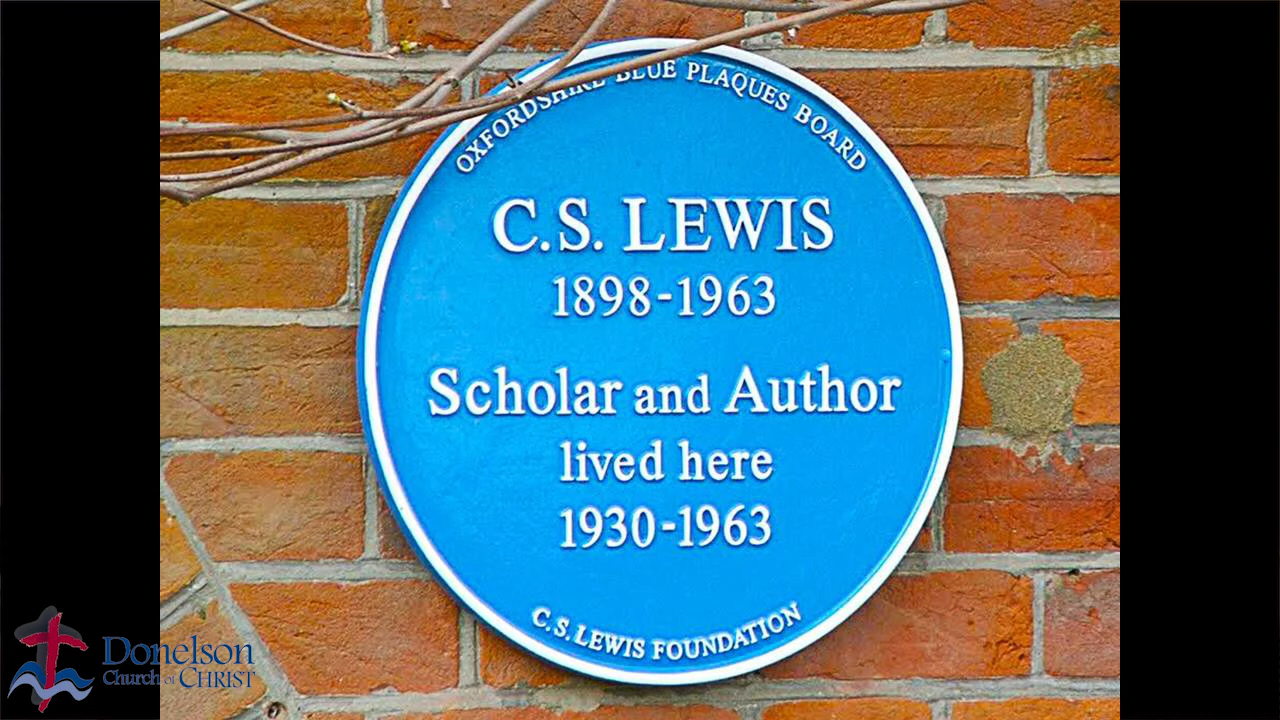 OXFORDSHIRE BLUE PLAQUES BOARD
C.S. LEWIS
1898-1963
Scholar and Author
lived here
1930-1963
C.S. LEWIS FOUNDATION
Donelson
Church of CHRIST